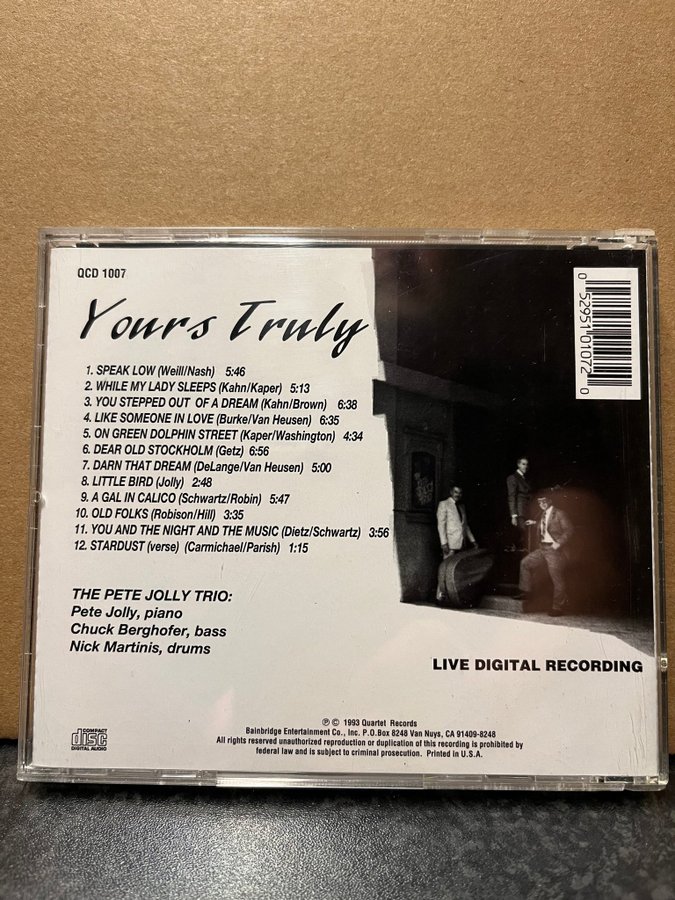 QCD 1007
Yours Truly
1. SPEAK LOW (Weill/Nash) 5:46
2. WHILE MY LADY SLEEPS (Kahn/Kaper) 5:13
3. YOU STEPPED OUT OF A DREAM (Kahn/Brown) 6:38
4. LIKE SOMEONE IN LOVE (Burke/Van Heusen) 6:35
5. ON GREEN DOLPHIN STREET (Kaper/Washington) 4:34
6. DEAR OLD STOCKHOLM (Getz) 6:56
7. DARN THAT DREAM (DeLange/Van Heusen) 5:00
8. LITTLE BIRD (Jolly) 2:48
9. A GAL IN CALICO (Schwartz/Robin) 5:47
10. OLD FOLKS (Robison/Hill) 3:35
11. YOU AND THE NIGHT AND THE MUSIC (Dietz/Schwartz) 3:56
12. STARDUST (verse) (Carmichael/Parish) 1:15
THE PETE JOLLY TRIO:
Pete Jolly, piano
Chuck Berghofer, bass
Nick Martinis, drums
0 52951 01072 0
LIVE DIGITAL RECORDING
COMPACT
disc
DIGITAL AUDIO
℗ © 1993 Quartet Records
Bainbridge Entertainment Co., Inc. P.O.Box 8248 Van Nuys, CA 91409-8248
All rights reserved unauthorized reproduction or duplication of this recording is prohibited by
federal law and is subject to criminal prosecution. Printed in U.S.A.